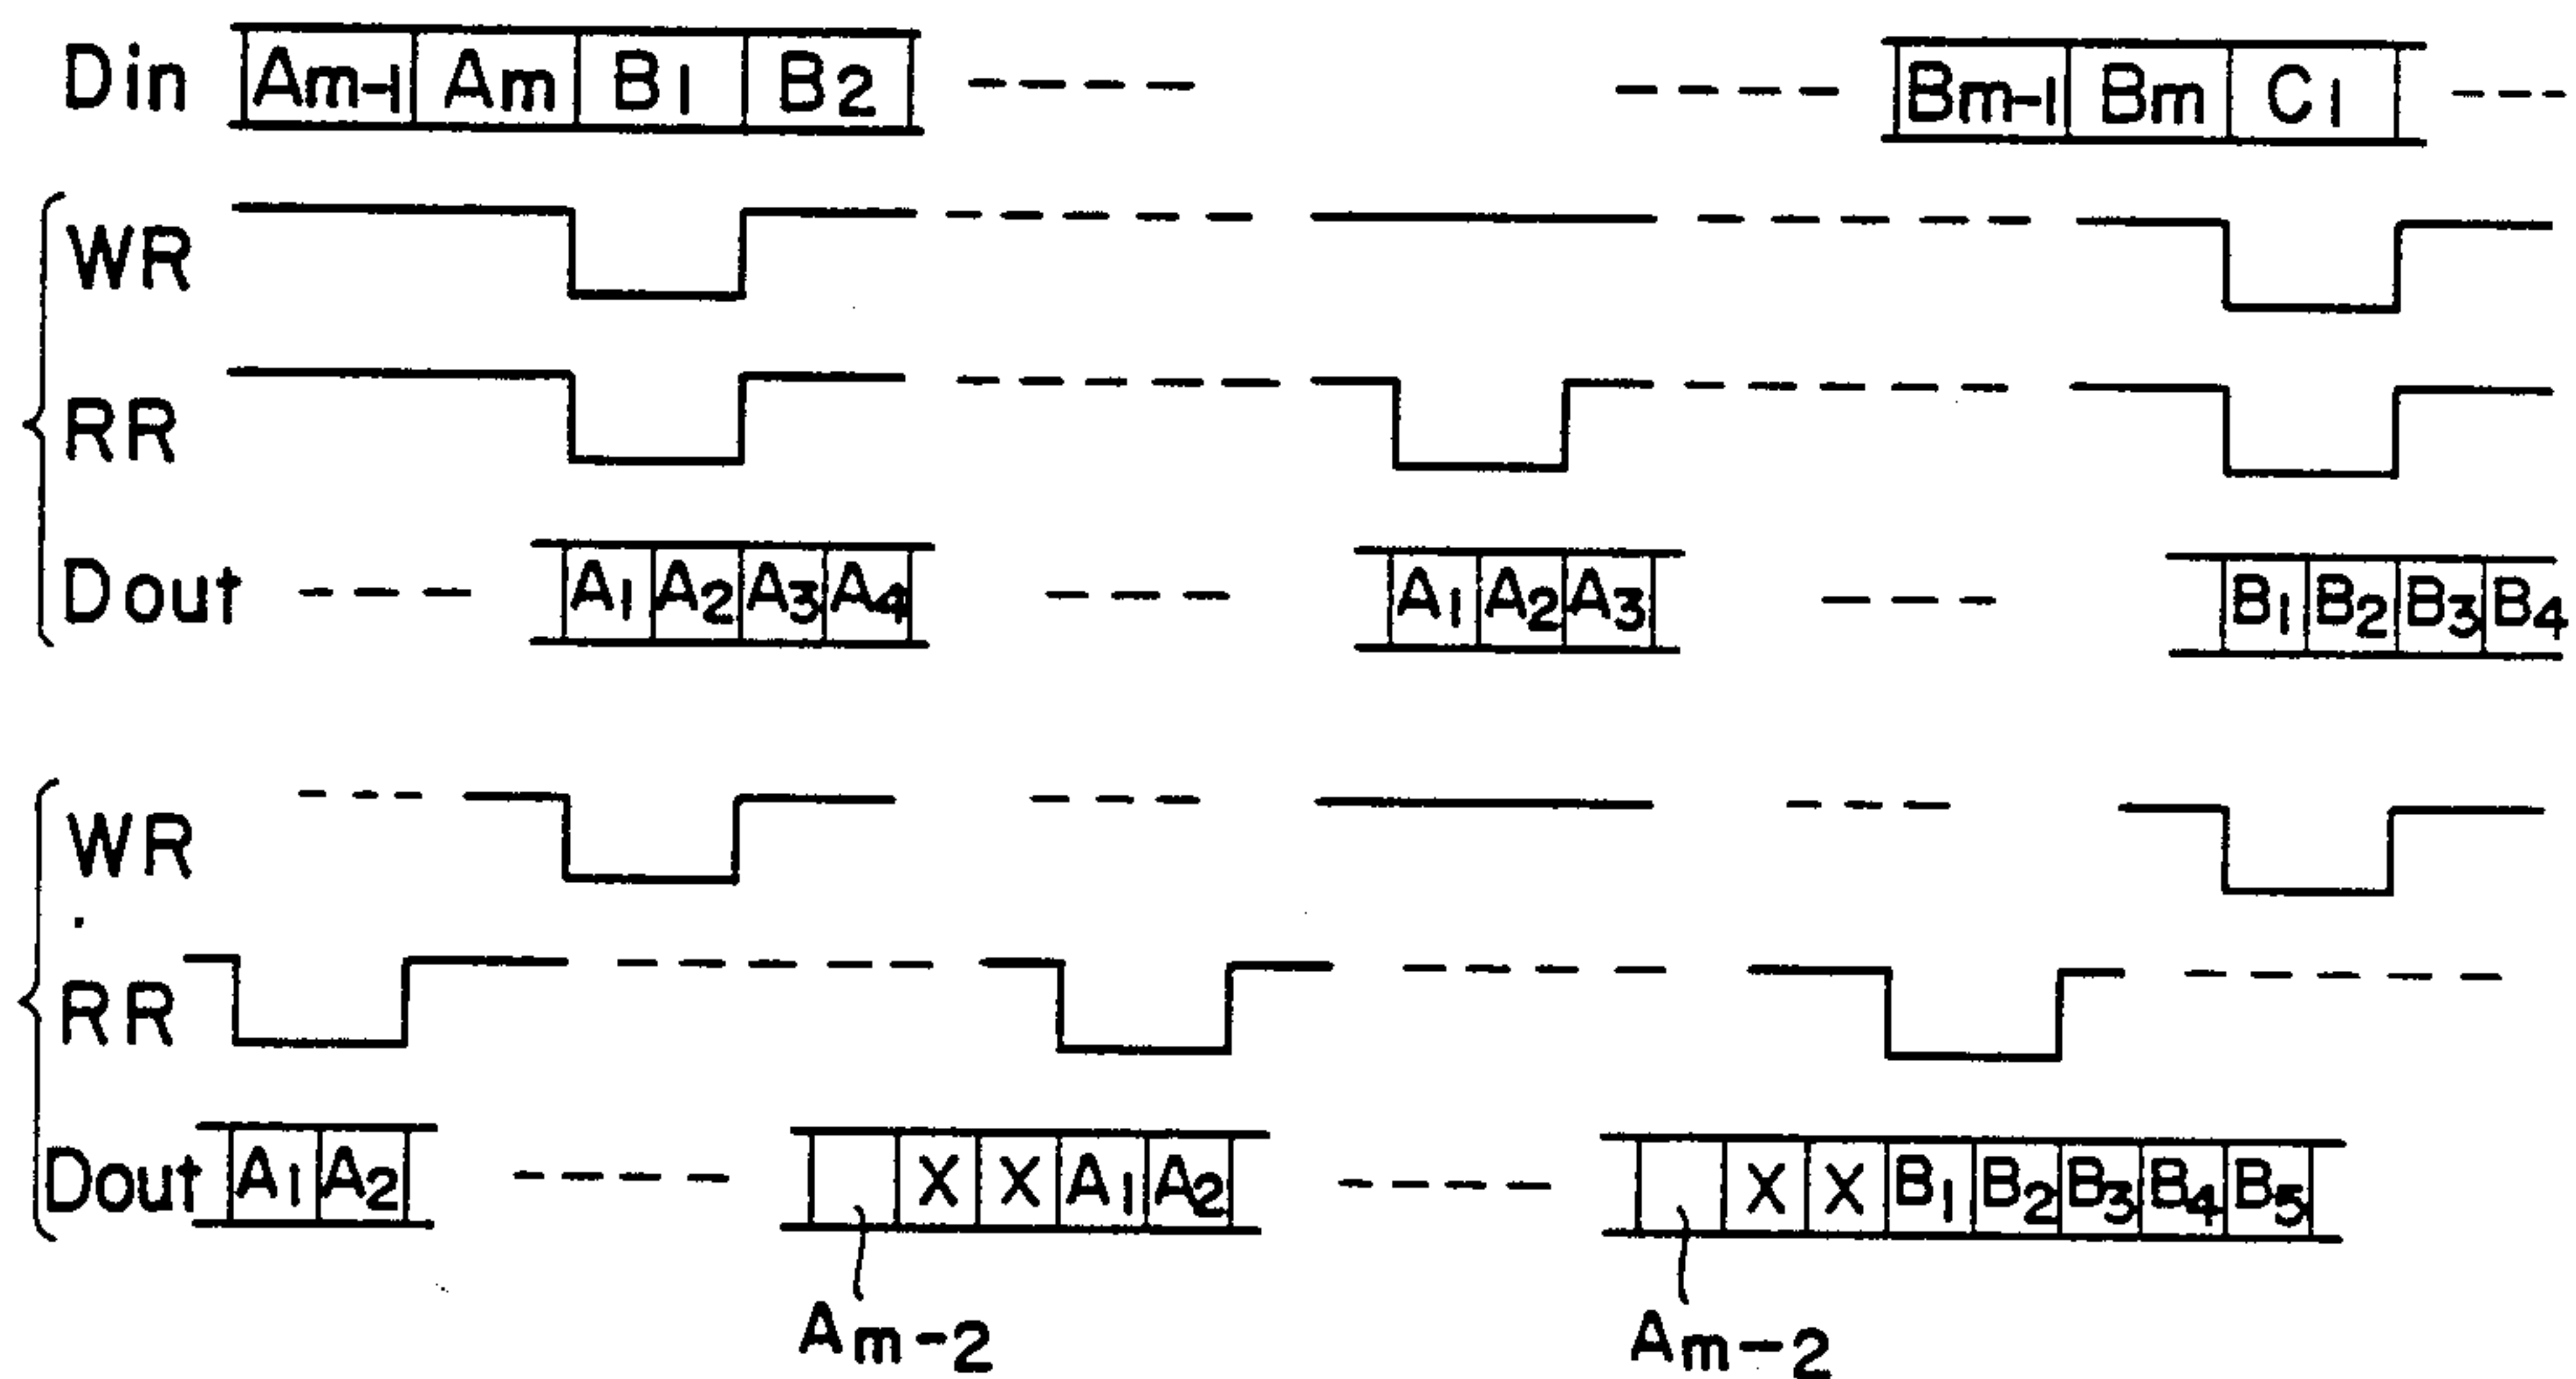 Din Am-1 Am B1 B2 Bm-1 Bm C1
WR
RR
Dout A1 A2 A3 A4 A1 A2 A3 B1 B2 B3 B4
WR
RR
Dout A1 A2 X X A1 A2 X X B1 B2 B3 B4 B5
Am-2 Am-2